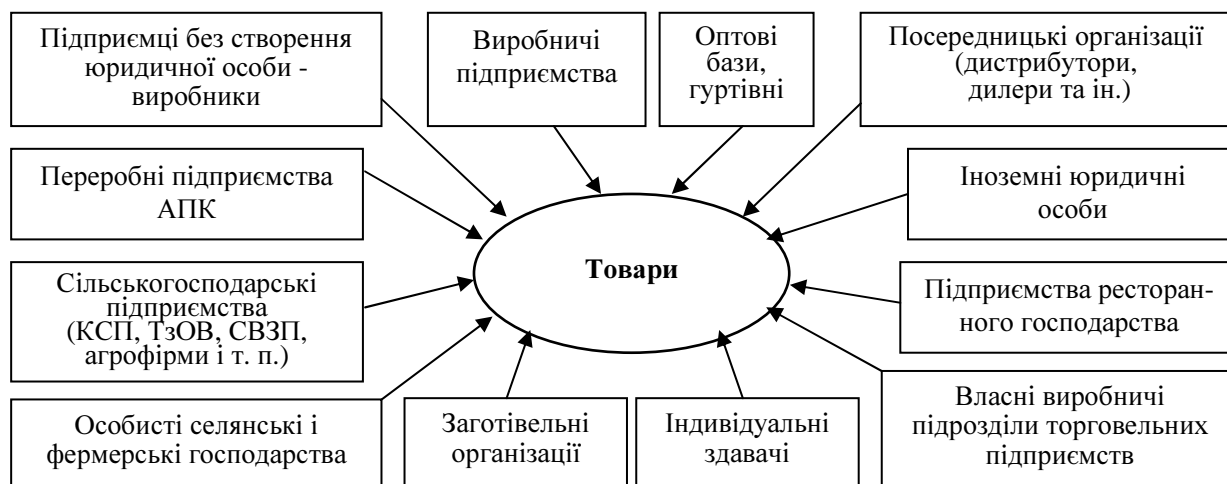 Підприємці без створення
юридичної особи -
виробники
Виробничі
підприємства
Оптові
бази,
гуртівні
Посередницькі організації
(дистрибутори,
дилери та ін.)
Переробні підприємства
АПК
Іноземні юридичні
особи
Товари
Сільськогосподарські
підприємства
(КСП, ТзОВ, СВЗП,
агрофірми і т. п.)
Підприємства ресторан-
ного господарства
Особисті селянські і
фермерські господарства
Заготівельні
організації
Індивідуальні
здавачі
Власні виробничі
підрозділи торговельних
підприємств